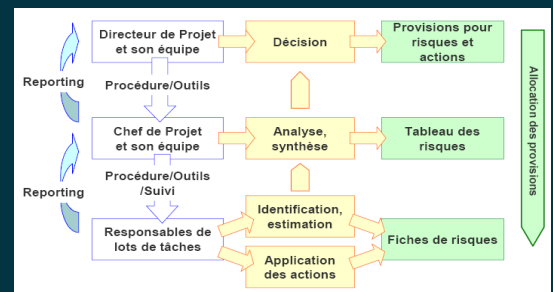 Directeur de Projet
et son équipe
Décision
Provisions pour
risques et
actions
Reporting
Procédure/Outils
Chef de Projet
et son équipe
Analyse,
synthèse
Tableau des
risques
Allocation des provisions
Reporting
Procédure/Outils
/Suivi
Identification,
estimation
Responsables de
lots de tâches
Fiches de risques
Application
des actions